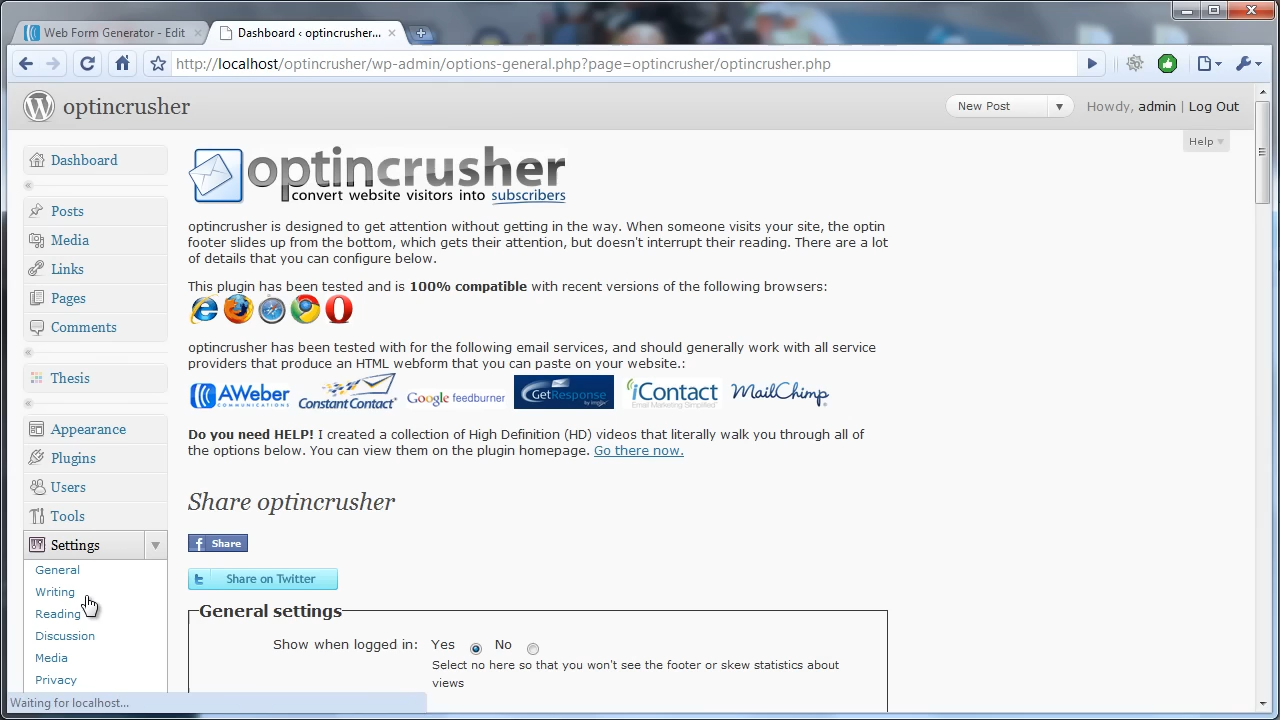 Web Form Generator - Edit
Dashboard ‹ optincrusher...
http://localhost/optincrusher/wp-admin/options-general.php?page=optincrusher/optincrusher.php
optincrusher
New Post
Howdy, admin | Log Out
Help
Dashboard
Posts
Media
Links
Pages
Comments
Thesis
Appearance
Plugins
Users
Tools
Settings
General
Writing
Reading
Discussion
Media
Privacy
optincrusher
convert website visitors into subscribers
optincrusher is designed to get attention without getting in the way. When someone visits your site, the optin
footer slides up from the bottom, which gets their attention, but doesn't interrupt their reading. There are a lot
of details that you can configure below.
This plugin has been tested and is 100% compatible with recent versions of the following browsers:
optincrusher has been tested with for the following email services, and should generally work with all service
providers that produce an HTML webform that you can paste on your website.:
AWeber COMMUNICATIONS Constant Contact Google feedburner GetResponse by Implix iContact Email Marketing Simplified MailChimp
Do you need HELP! I created a collection of High Definition (HD) videos that literally walk you through all of
the options below. You can view them on the plugin homepage. Go there now.
Share optincrusher
f Share
t Share on Twitter
General settings
Show when logged in: Yes No
Select no here so that you won't see the footer or skew statistics about
views
Waiting for localhost...